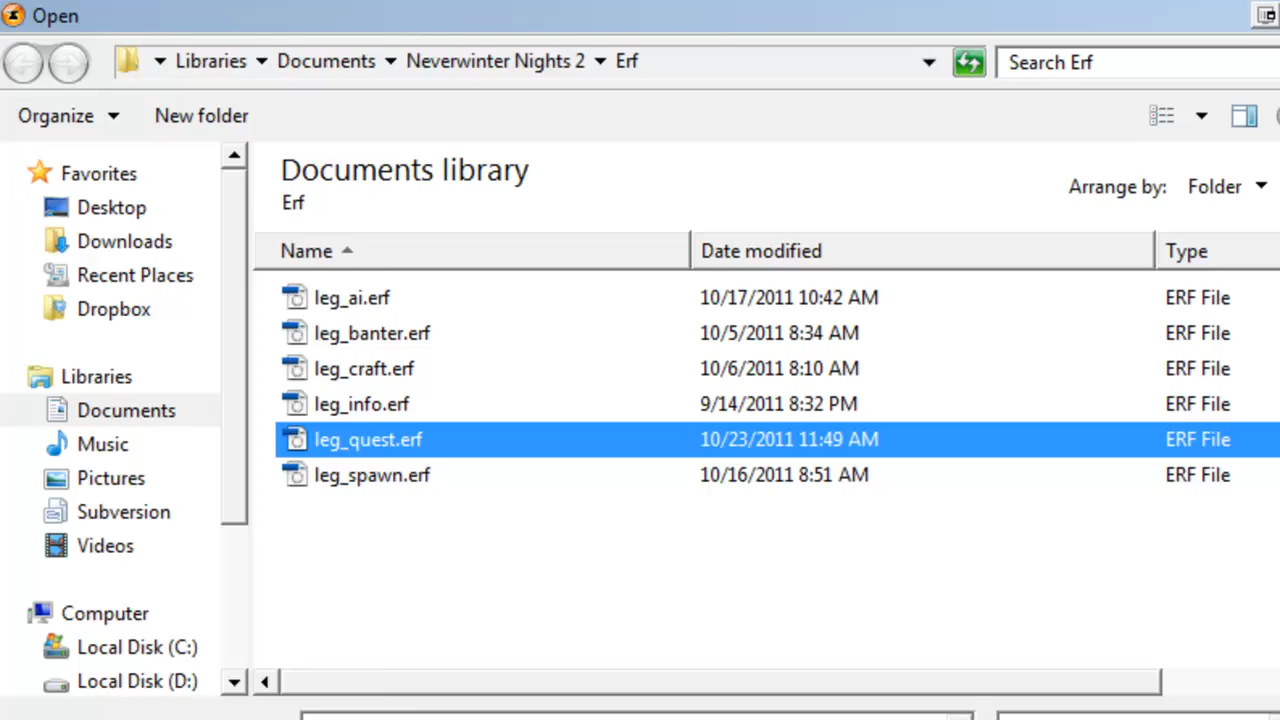 Open
Libraries Documents Neverwinter Nights 2 Erf
Search Erf
Organize New folder
Favorites
Desktop
Downloads
Recent Places
Dropbox
Libraries
Documents
Music
Pictures
Subversion
Videos
Computer
Local Disk (C:)
Local Disk (D:)
Documents library
Erf
Arrange by: Folder
Name Date modified Type
leg_ai.erf 10/17/2011 10:42 AM ERF File
leg_banter.erf 10/5/2011 8:34 AM ERF File
leg_craft.erf 10/6/2011 8:10 AM ERF File
leg_info.erf 9/14/2011 8:32 PM ERF File
leg_quest.erf 10/23/2011 11:49 AM ERF File
leg_spawn.erf 10/16/2011 8:51 AM ERF File